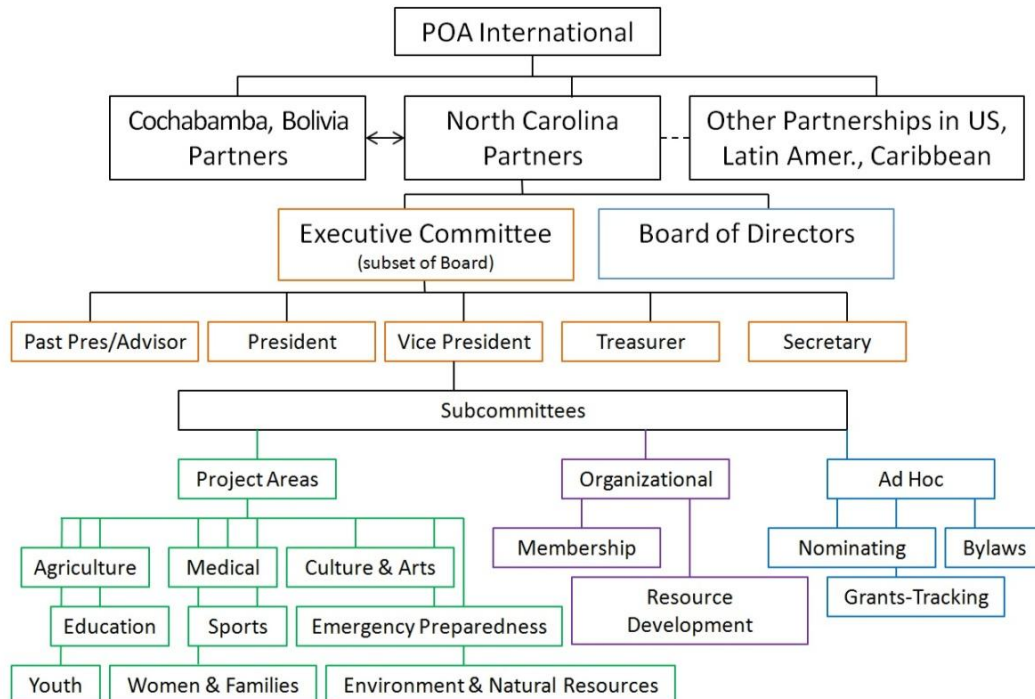 POA International
Cochabamba, Bolivia
Partners
North Carolina
Partners
Other Partnerships in US,
Latin Amer., Caribbean
Executive Committee
(subset of Board)
Board of Directors
Past Pres/Advisor
President
Vice President
Treasurer
Secretary
Subcommittees
Project Areas
Organizational
Ad Hoc
Agriculture
Medical
Culture & Arts
Membership
Nominating
Bylaws
Education
Sports
Emergency Preparedness
Resource
Development
Grants-Tracking
Youth
Women & Families
Environment & Natural Resources